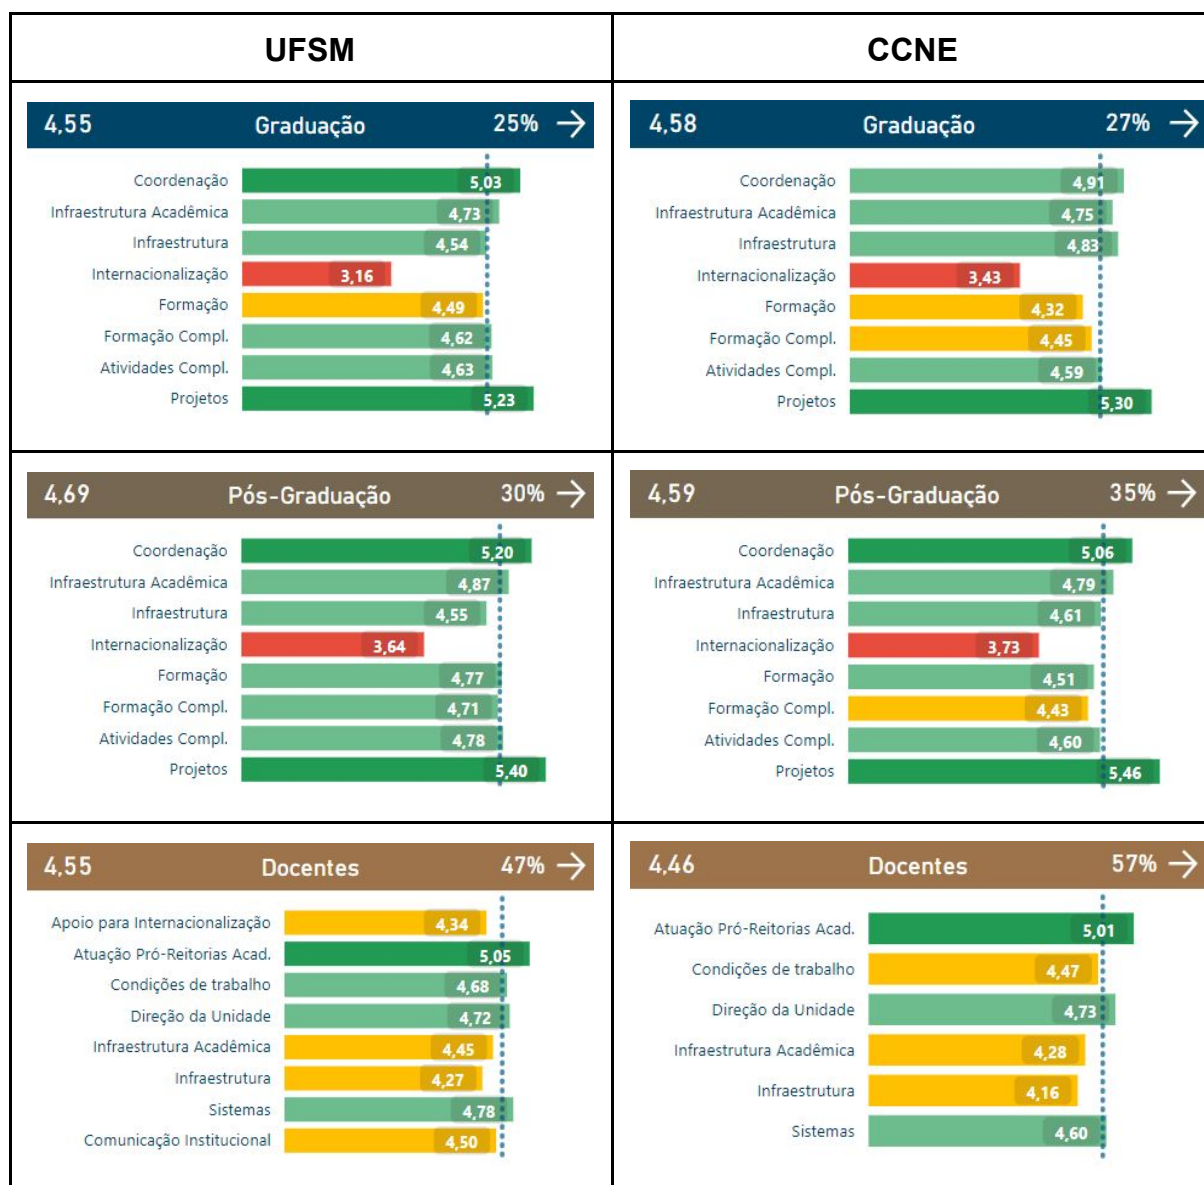 UFSM
CCNE
4,55 Graduação 25% →
Coordenação 5,03
Infraestrutura Acadêmica 4,73
Infraestrutura 4,54
Internacionalização 3,16
Formação 4,49
Formação Compl. 4,62
Atividades Compl. 4,63
Projetos 5,23
4,58 Graduação 27% →
Coordenação 4,91
Infraestrutura Acadêmica 4,75
Infraestrutura 4,83
Internacionalização 3,43
Formação 4,32
Formação Compl. 4,45
Atividades Compl. 4,59
Projetos 5,30
4,69 Pós-Graduação 30% →
Coordenação 5,20
Infraestrutura Acadêmica 4,87
Infraestrutura 4,55
Internacionalização 3,64
Formação 4,77
Formação Compl. 4,71
Atividades Compl. 4,78
Projetos 5,40
4,59 Pós-Graduação 35% →
Coordenação 5,06
Infraestrutura Acadêmica 4,79
Infraestrutura 4,61
Internacionalização 3,73
Formação 4,51
Formação Compl. 4,43
Atividades Compl. 4,60
Projetos 5,46
4,55 Docentes 47% →
Apoio para Internacionalização 4,34
Atuação Pró-Reitorias Acad. 5,05
Condições de trabalho 4,68
Direção da Unidade 4,72
Infraestrutura Acadêmica 4,45
Infraestrutura 4,27
Sistemas 4,78
Comunicação Institucional 4,50
4,46 Docentes 57% →
Atuação Pró-Reitorias Acad. 5,01
Condições de trabalho 4,47
Direção da Unidade 4,73
Infraestrutura Acadêmica 4,28
Infraestrutura 4,16
Sistemas 4,60